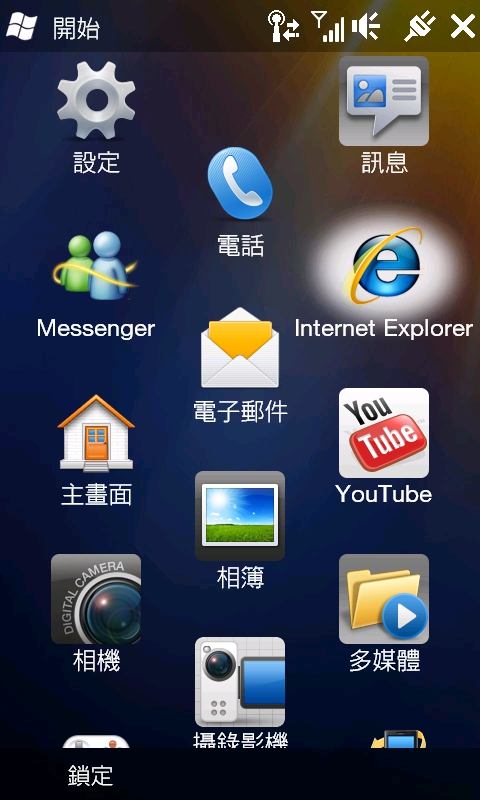 開始
設定
訊息
電話
Messenger
Internet Explorer
電子郵件
You
Tube
主畫面
YouTube
相簿
DIGITAL CAMERA
相機
多媒體
攝錄影機
鎖定